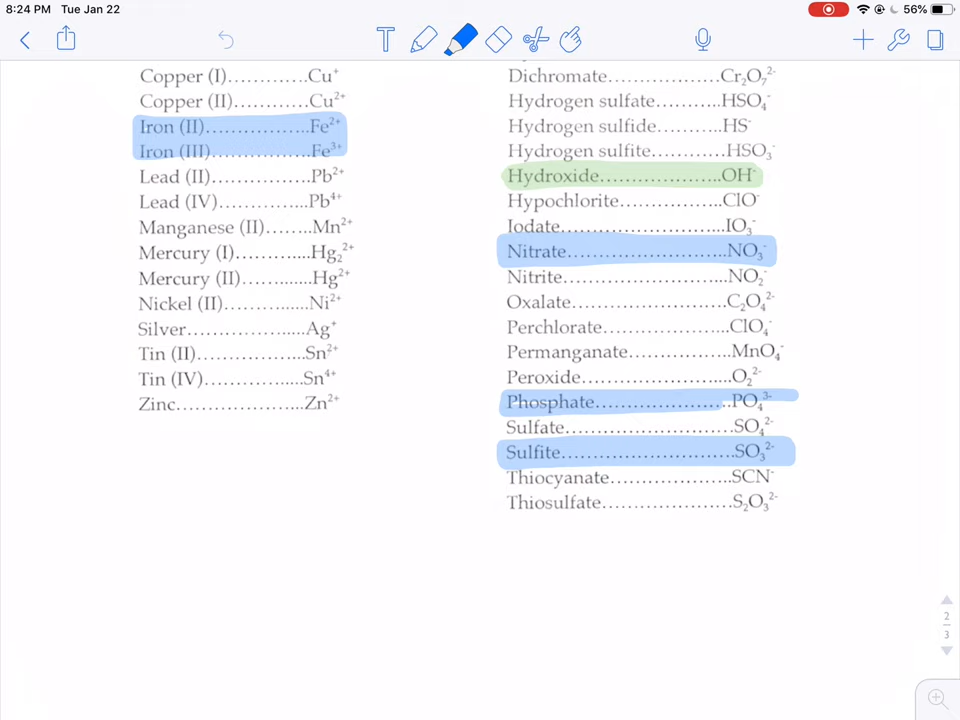 8:24 PM Tue Jan 22
56%
T
Copper (I)............Cu⁺
Copper (II)...........Cu²⁺
Iron (II)................Fe²⁺
Iron (III)...............Fe³⁺
Lead (II)...............Pb²⁺
Lead (IV)..............Pb⁴⁺
Manganese (II)........Mn²⁺
Mercury (I)...........Hg₂²⁺
Mercury (II)..........Hg²⁺
Nickel (II)............Ni²⁺
Silver...................Ag⁺
Tin (II)................Sn²⁺
Tin (IV)...............Sn⁴⁺
Zinc....................Zn²⁺
Dichromate................Cr₂O₇²⁻
Hydrogen sulfate..........HSO₄⁻
Hydrogen sulfide..........HS⁻
Hydrogen sulfite...........HSO₃⁻
Hydroxide....................OH⁻
Hypochlorite................ClO⁻
Iodate..........................IO₃⁻
Nitrate.........................NO₃⁻
Nitrite..........................NO₂⁻
Oxalate.......................C₂O₄²⁻
Perchlorate..................ClO₄⁻
Permanganate..............MnO₄⁻
Peroxide......................O₂²⁻
Phosphate....................PO₄³⁻
Sulfate.........................SO₄²⁻
Sulfite..........................SO₃²⁻
Thiocyanate.................SCN⁻
Thiosulfate...................S₂O₃²⁻
2
3